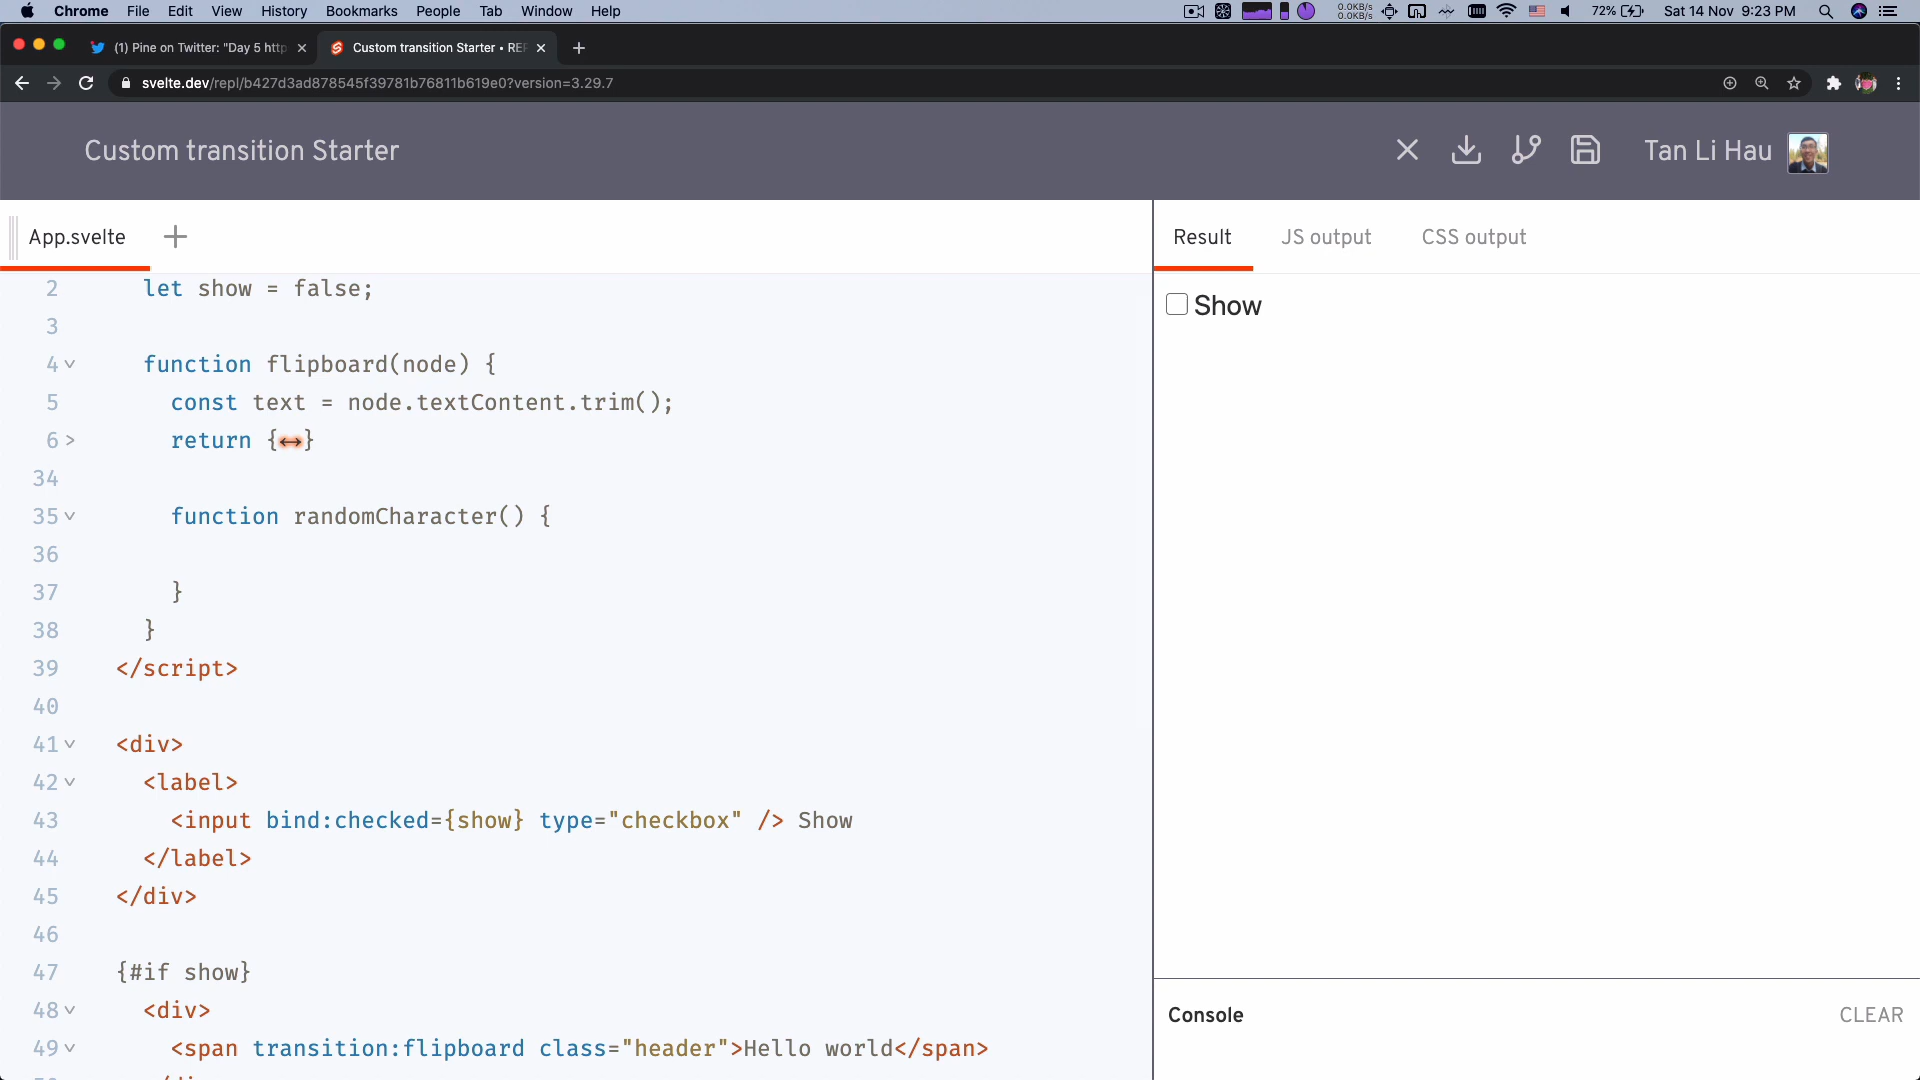 Chrome File Edit View History Bookmarks People Tab Window Help
0.0KB/s
0.0KB/s
72% Sat 14 Nov 9:23 PM
(1) Pine on Twitter: "Day 5 http
Custom transition Starter • REP
svelte.dev/repl/b427d3ad878545f39781b76811b619e0?version=3.29.7
Custom transition Starter
Tan Li Hau
App.svelte
Result JS output CSS output
2 let show = false;
3
4 function flipboard(node) {
5 const text = node.textContent.trim();
6 return {↔}
34
35 function randomCharacter() {
36
37 }
38 }
39 </script>
40
41 <div>
42 <label>
43 <input bind:checked={show} type="checkbox" /> Show
44 </label>
45 </div>
46
47 {#if show}
48 <div>
49 <span transition:flipboard class="header">Hello world</span>
Show
Console
CLEAR